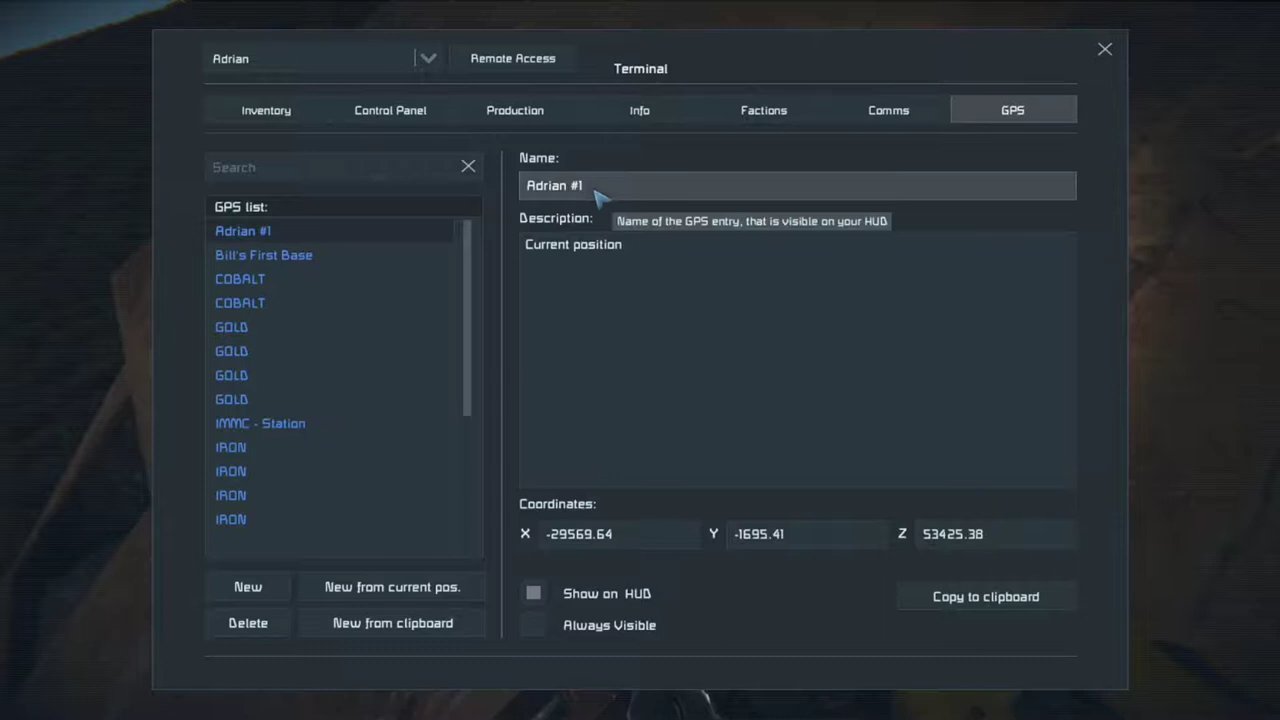 Adrian
Remote Access
Terminal
Inventory
Control Panel
Production
Info
Factions
Comms
GPS
Search
GPS list:
Adrian #1
Bill's First Base
COBALT
COBALT
GOLD
GOLD
GOLD
GOLD
IMMC - Station
IRON
IRON
IRON
IRON
New
New from current pos.
Delete
New from clipboard
Name:
Adrian #1
Description:
Name of the GPS entry, that is visible on your HUD
Current position
Coordinates:
X -29569.64 Y -1695.41 Z 53425.38
Show on HUD
Copy to clipboard
Always Visible